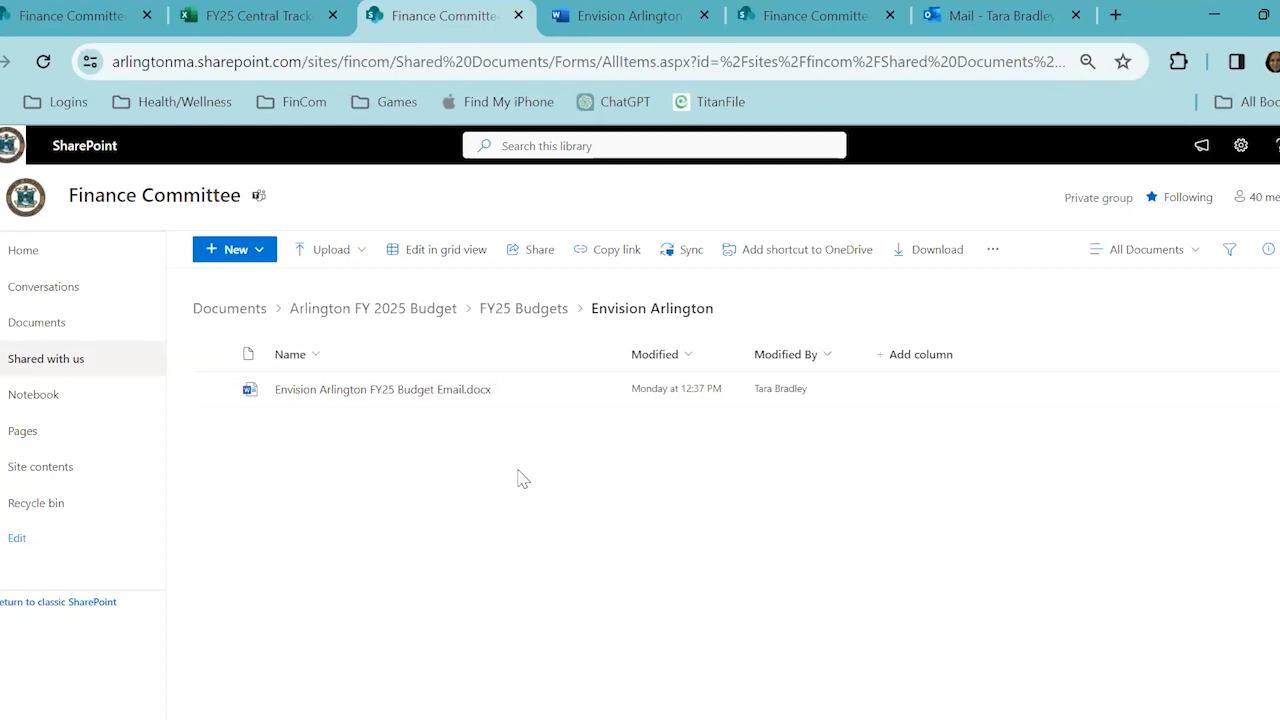 Finance Committe
FY25 Central Track
Finance Committe
Envision Arlington
Finance Committe
Mail - Tara Bradley
arlingtonma.sharepoint.com/sites/fincom/Shared%20Documents/Forms/AllItems.aspx?id=%2Fsites%2Ffincom%2FShared%20Documents%2...
Logins
Health/Wellness
FinCom
Games
Find My iPhone
ChatGPT
TitanFile
All Boo
SharePoint
Search this library
Finance Committee
Private group
Following
40 me
Home
Conversations
Documents
Shared with us
Notebook
Pages
Site contents
Recycle bin
Edit
eturn to classic SharePoint
+ New
Upload
Edit in grid view
Share
Copy link
Sync
Add shortcut to OneDrive
Download
...
All Documents
Documents > Arlington FY 2025 Budget > FY25 Budgets > Envision Arlington
Name
Modified
Modified By
+ Add column
Envision Arlington FY25 Budget Email.docx
Monday at 12:37 PM
Tara Bradley